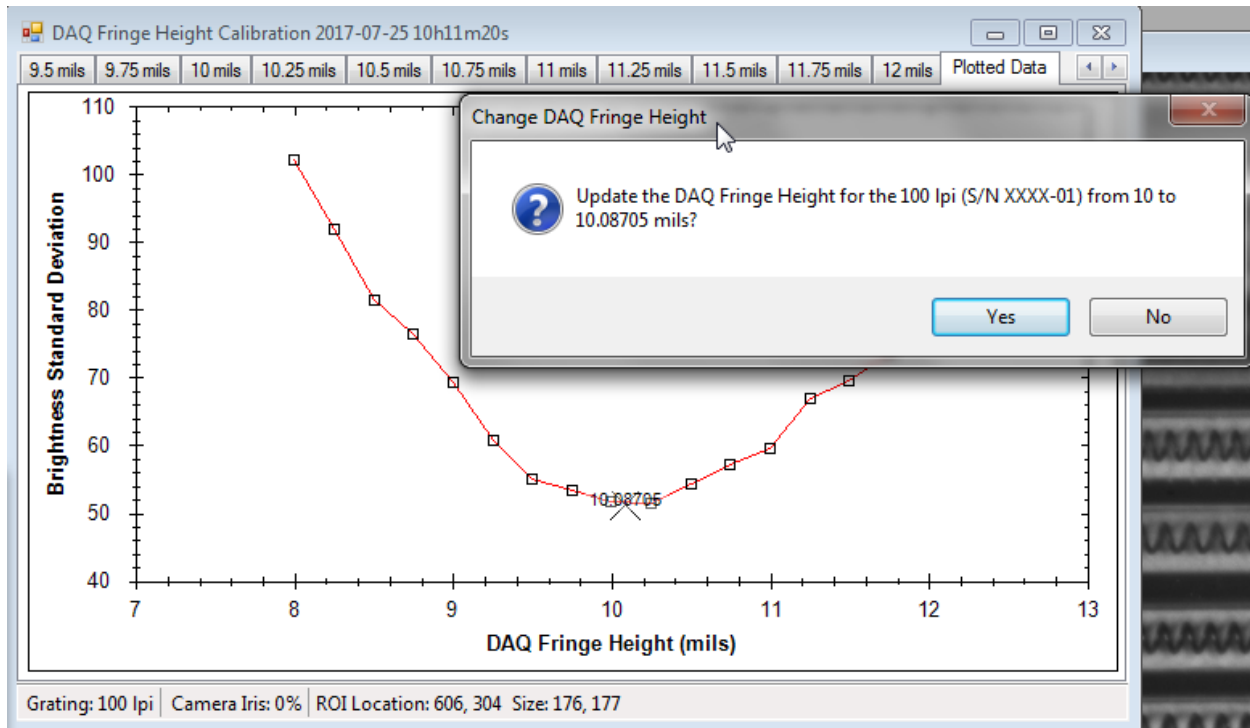 DAQ Fringe Height Calibration 2017-07-25 10h11m20s
9.5 mils 9.75 mils 10 mils 10.25 mils 10.5 mils 10.75 mils 11 mils 11.25 mils 11.5 mils 11.75 mils 12 mils Plotted Data
Change DAQ Fringe Height
Update the DAQ Fringe Height for the 100 lpi (S/N XXXX-01) from 10 to
10.08705 mils?
Yes No
Brightness Standard Deviation
110
100
90
80
70
60
50
40
10.08705
7 8 9 10 11 12 13
DAQ Fringe Height (mils)
Grating: 100 lpi Camera Iris: 0% ROI Location: 606, 304 Size: 176, 177